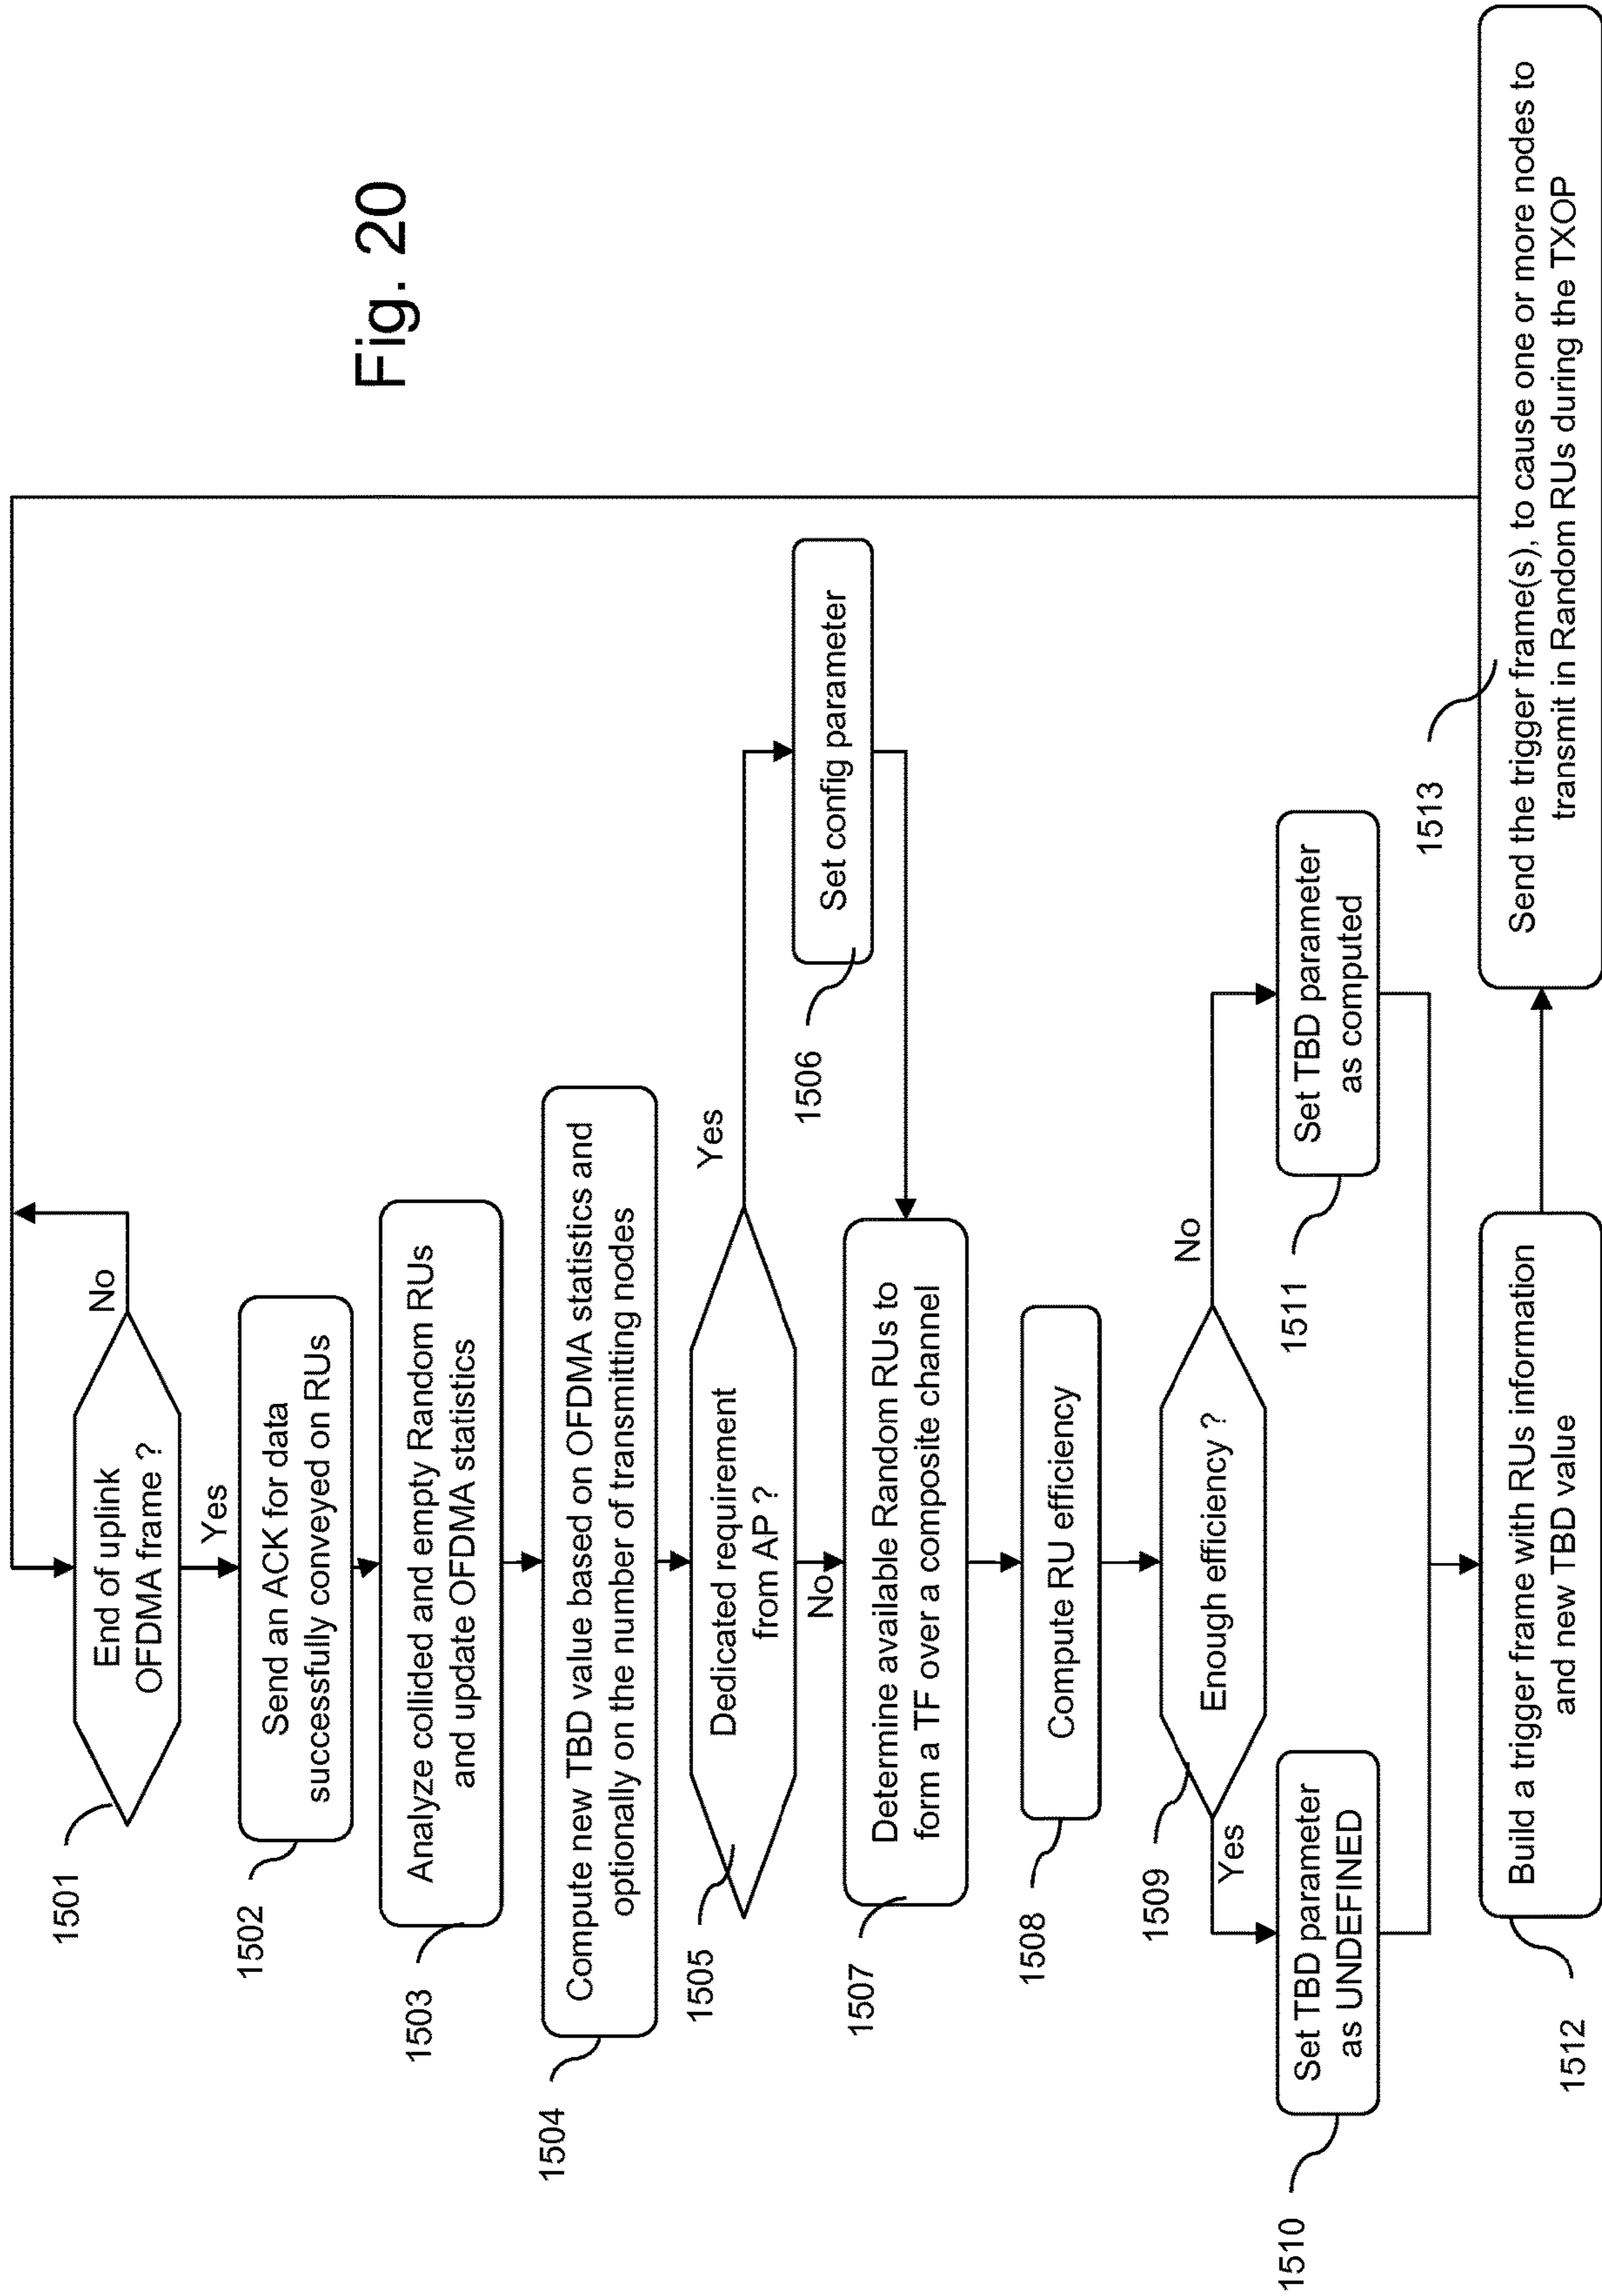 Fig. 20
End of uplink
OFDMA frame ?
No
Yes
1501
Send an ACK for data
successfully conveyed on RUs
1502
Analyze collided and empty Random RUs
and update OFDMA statistics
1503
Compute new TBD value based on OFDMA statistics and
optionally on the number of transmitting nodes
1504
Dedicated requirement
from AP ?
Yes
No
1505
Set config parameter
1506
Determine available Random RUs to
form a TF over a composite channel
1507
Compute RU efficiency
1508
Enough efficiency ?
Yes
No
1509
Set TBD parameter
as UNDEFINED
1510
Set TBD parameter
as computed
1511
Build a trigger frame with RUs information
and new TBD value
1512
Send the trigger frame(s), to cause one or more nodes to
transmit in Random RUs during the TXOP
1513